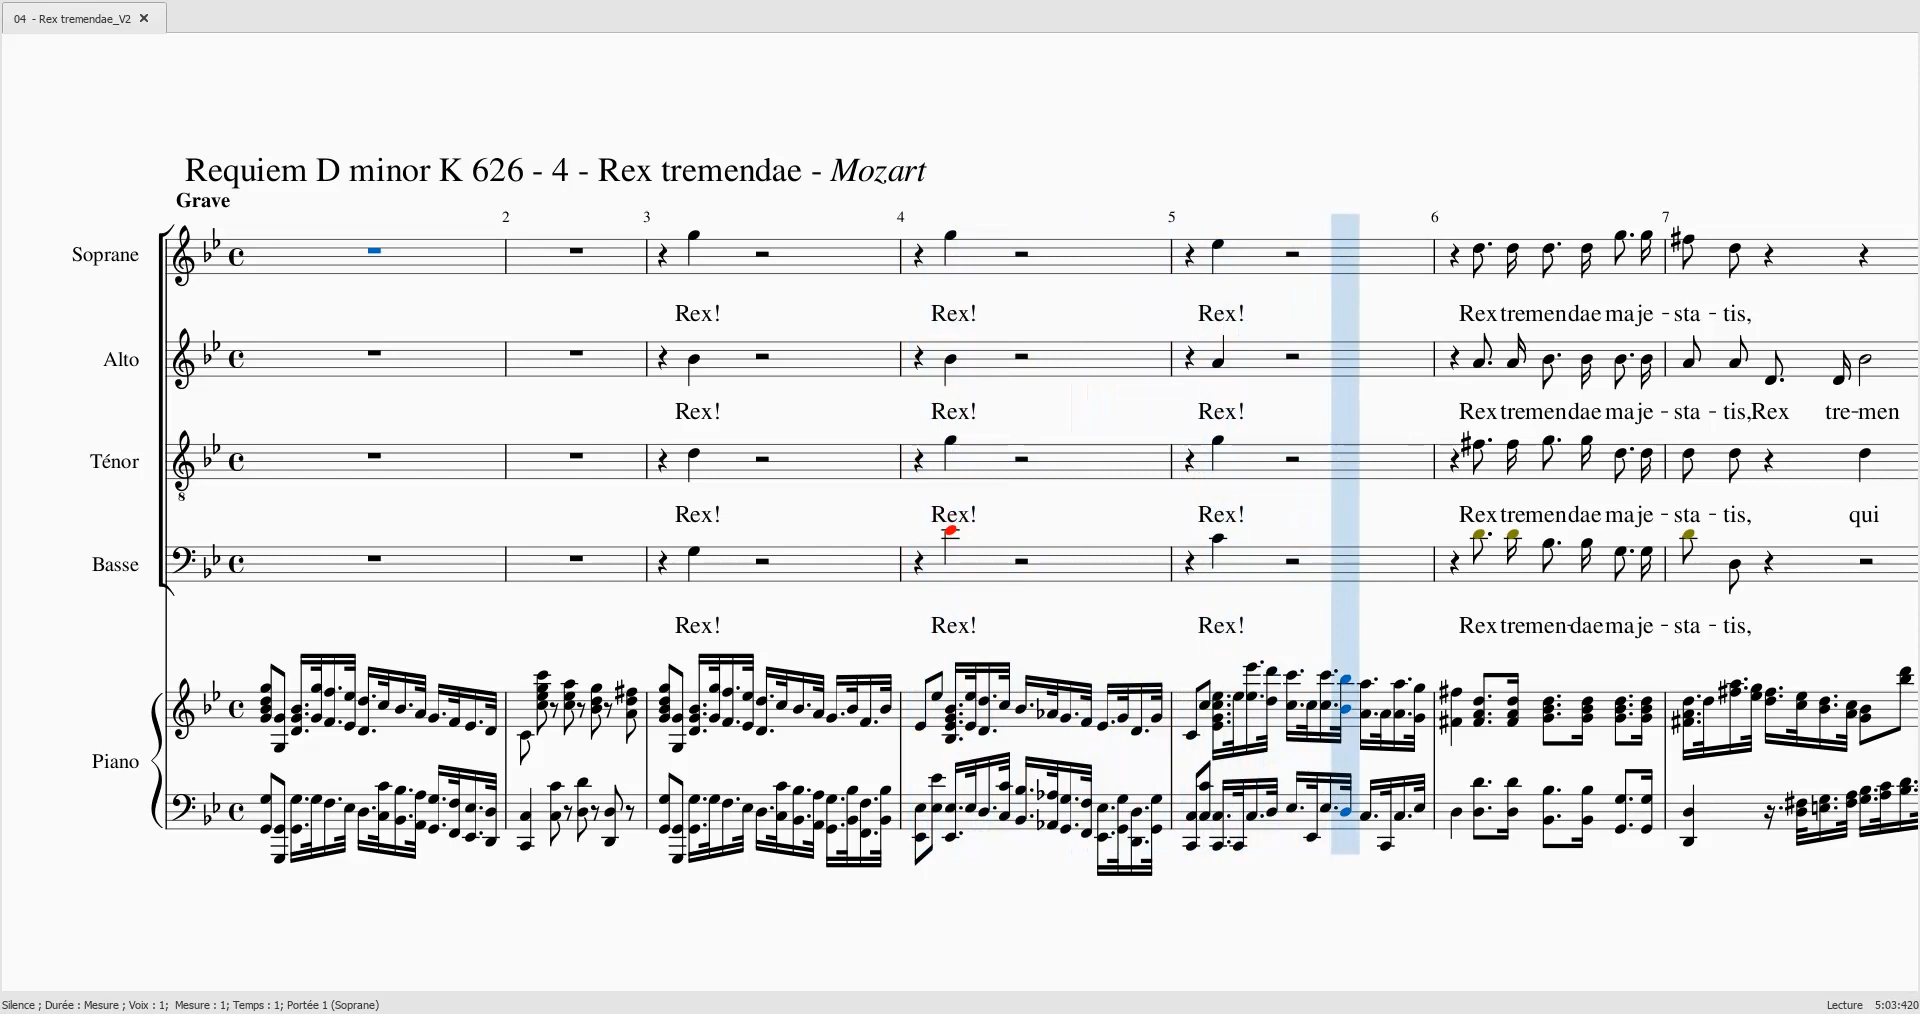 04 - Rex tremendae_V2 ✕
Requiem D minor K 626 - 4 - Rex tremendae - Mozart
Grave
2 3 4 5 6 7
Soprane
Rex! Rex! Rex! Rex tremendae maje - sta - tis,
Alto
Rex! Rex! Rex! Rex tremendae maje - sta - tis, Rex tre-men
Ténor
8
Rex! Rex! Rex! Rex tremendae maje - sta - tis, qui
Basse
Rex! Rex! Rex! Rex tremen-dae maje - sta - tis,
Piano
Silence ; Durée : Mesure ; Voix : 1; Mesure : 1; Temps : 1; Portée 1 (Soprane)
Lecture 5:03:420